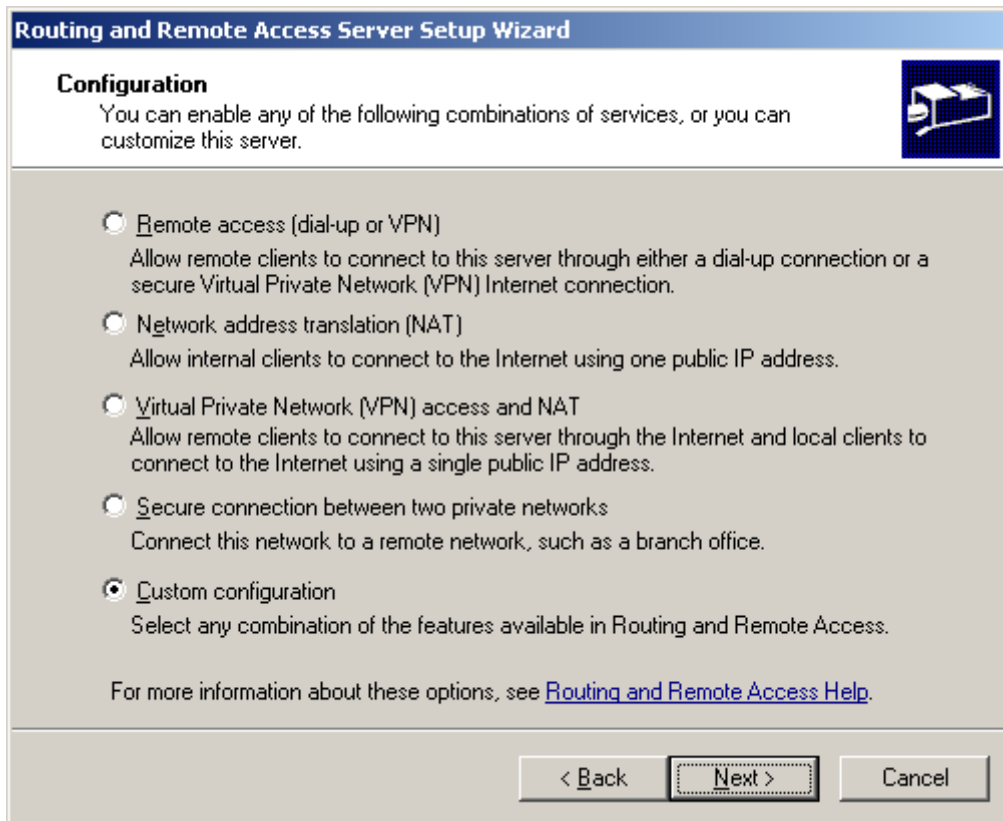 Routing and Remote Access Server Setup Wizard
Configuration
You can enable any of the following combinations of services, or you can
customize this server.
Remote access (dial-up or VPN)
Allow remote clients to connect to this server through either a dial-up connection or a
secure Virtual Private Network (VPN) Internet connection.
Network address translation (NAT)
Allow internal clients to connect to the Internet using one public IP address.
Virtual Private Network (VPN) access and NAT
Allow remote clients to connect to this server through the Internet and local clients to
connect to the Internet using a single public IP address.
Secure connection between two private networks
Connect this network to a remote network, such as a branch office.
Custom configuration
Select any combination of the features available in Routing and Remote Access.
For more information about these options, see Routing and Remote Access Help.
< Back Next > Cancel